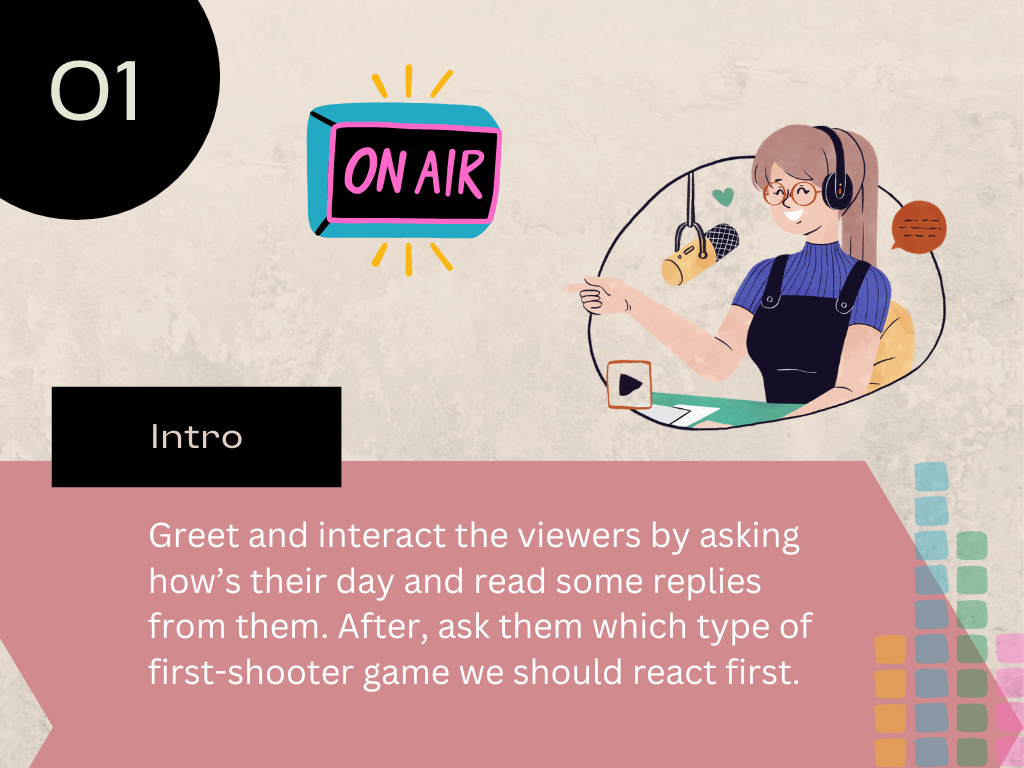 01
ON AIR
Intro
Greet and interact the viewers by asking
how’s their day and read some replies
from them. After, ask them which type of
first-shooter game we should react first.